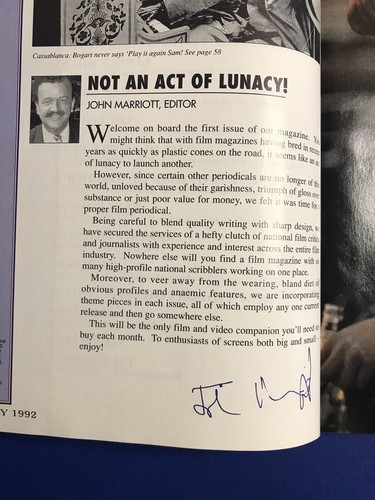 Cassablanca: Bogart never says 'Play it again Sam! See page 58
NOT AN ACT OF LUNACY!
JOHN MARRIOTT, EDITOR
Welcome on board the first issue of our magazine. You
might think that with film magazines having bred in recent
years as quickly as plastic cones on the road, it seems like an act
of lunacy to launch another.
However, since certain other periodicals are no longer of this
world, unloved because of their garishness, triumph of gloss over
substance or just poor value for money, we felt it was time for a
proper film periodical.
Being careful to blend quality writing with sharp design, we
have secured the services of a hefty clutch of national film critics
and journalists with experience and interest across the entire film
industry. Nowhere else will you find a film magazine with so
many high-profile national scribblers working on one place.
Moreover, to veer away from the wearing, bland diet of
obvious profiles and anaemic features, we are incorporating
theme pieces in each issue, all of which employ any one current
release and then go somewhere else.
This will be the only film and video companion you'll need to
buy each month. To enthusiasts of screens both big and small –
enjoy!
Y 1992